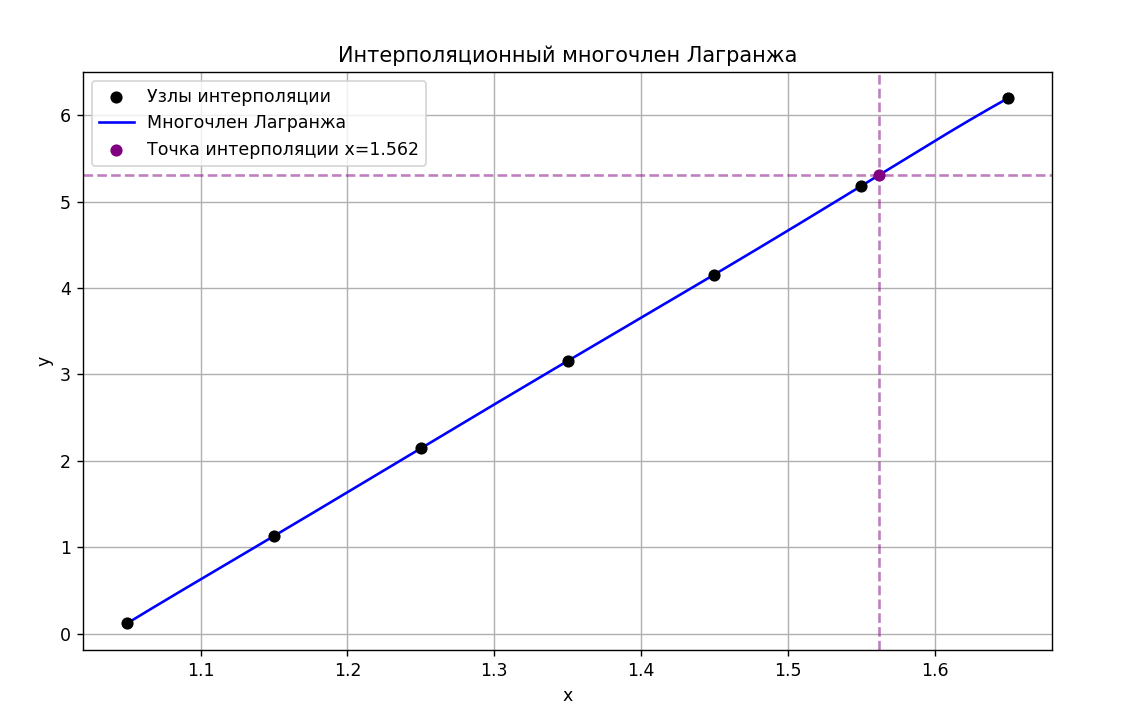 Интерполяционный многочлен Лагранжа
Узлы интерполяции
Многочлен Лагранжа
Точка интерполяции x=1.562
6
5
4
3
2
1
0
y
1.1 1.2 1.3 1.4 1.5 1.6
x